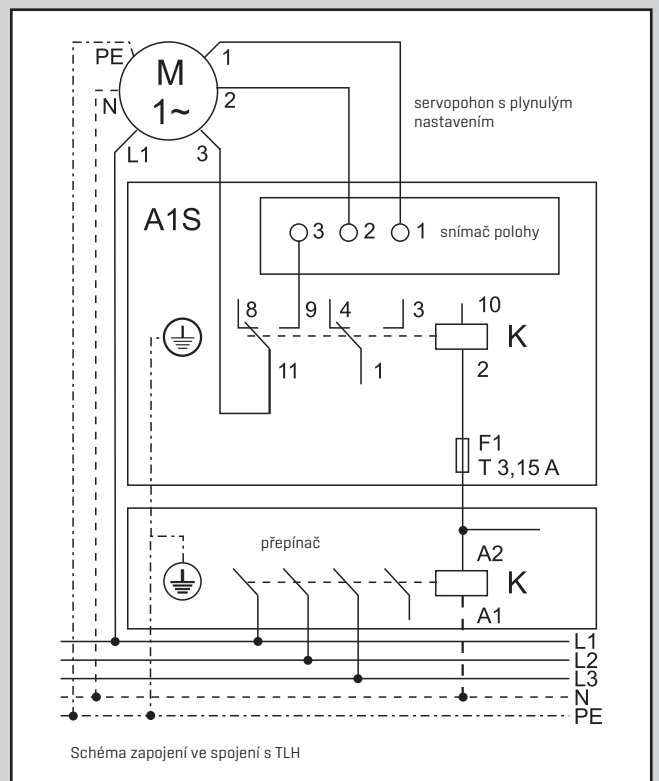 PE
1
M
1~
N
2
servopohon s plynulým
nastavením
L1
3
A1S
3
2
1
snímač polohy
8
9
4
3
10
K
11
1
2
F1
T 3,15 A
přepínač
A2
K
A1
L1
L2
L3
N
PE
Schéma zapojení ve spojení s TLH